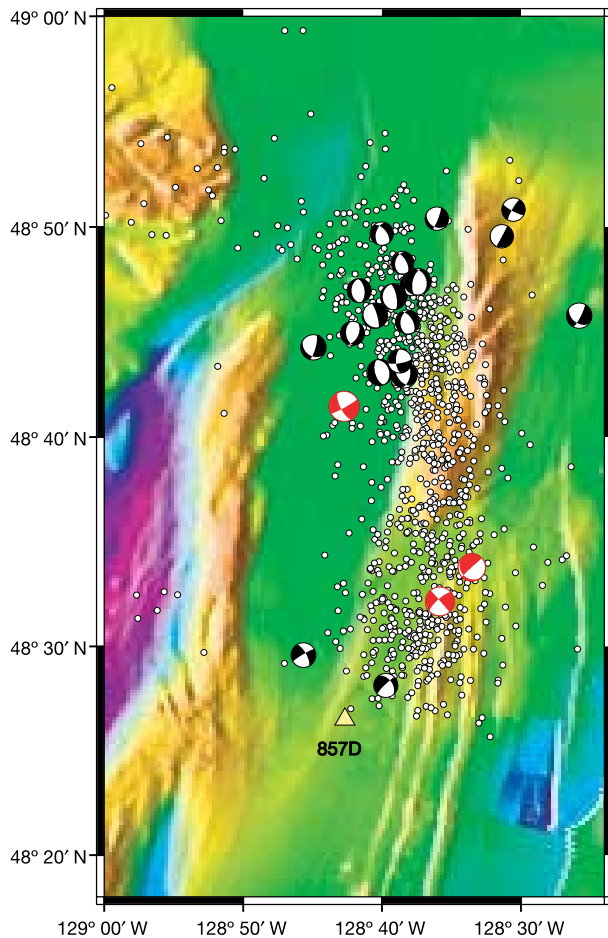 49° 00′ N
48° 50′ N
48° 40′ N
48° 30′ N
857D
48° 20′ N
129° 00′ W
128° 50′ W
128° 40′ W
128° 30′ W